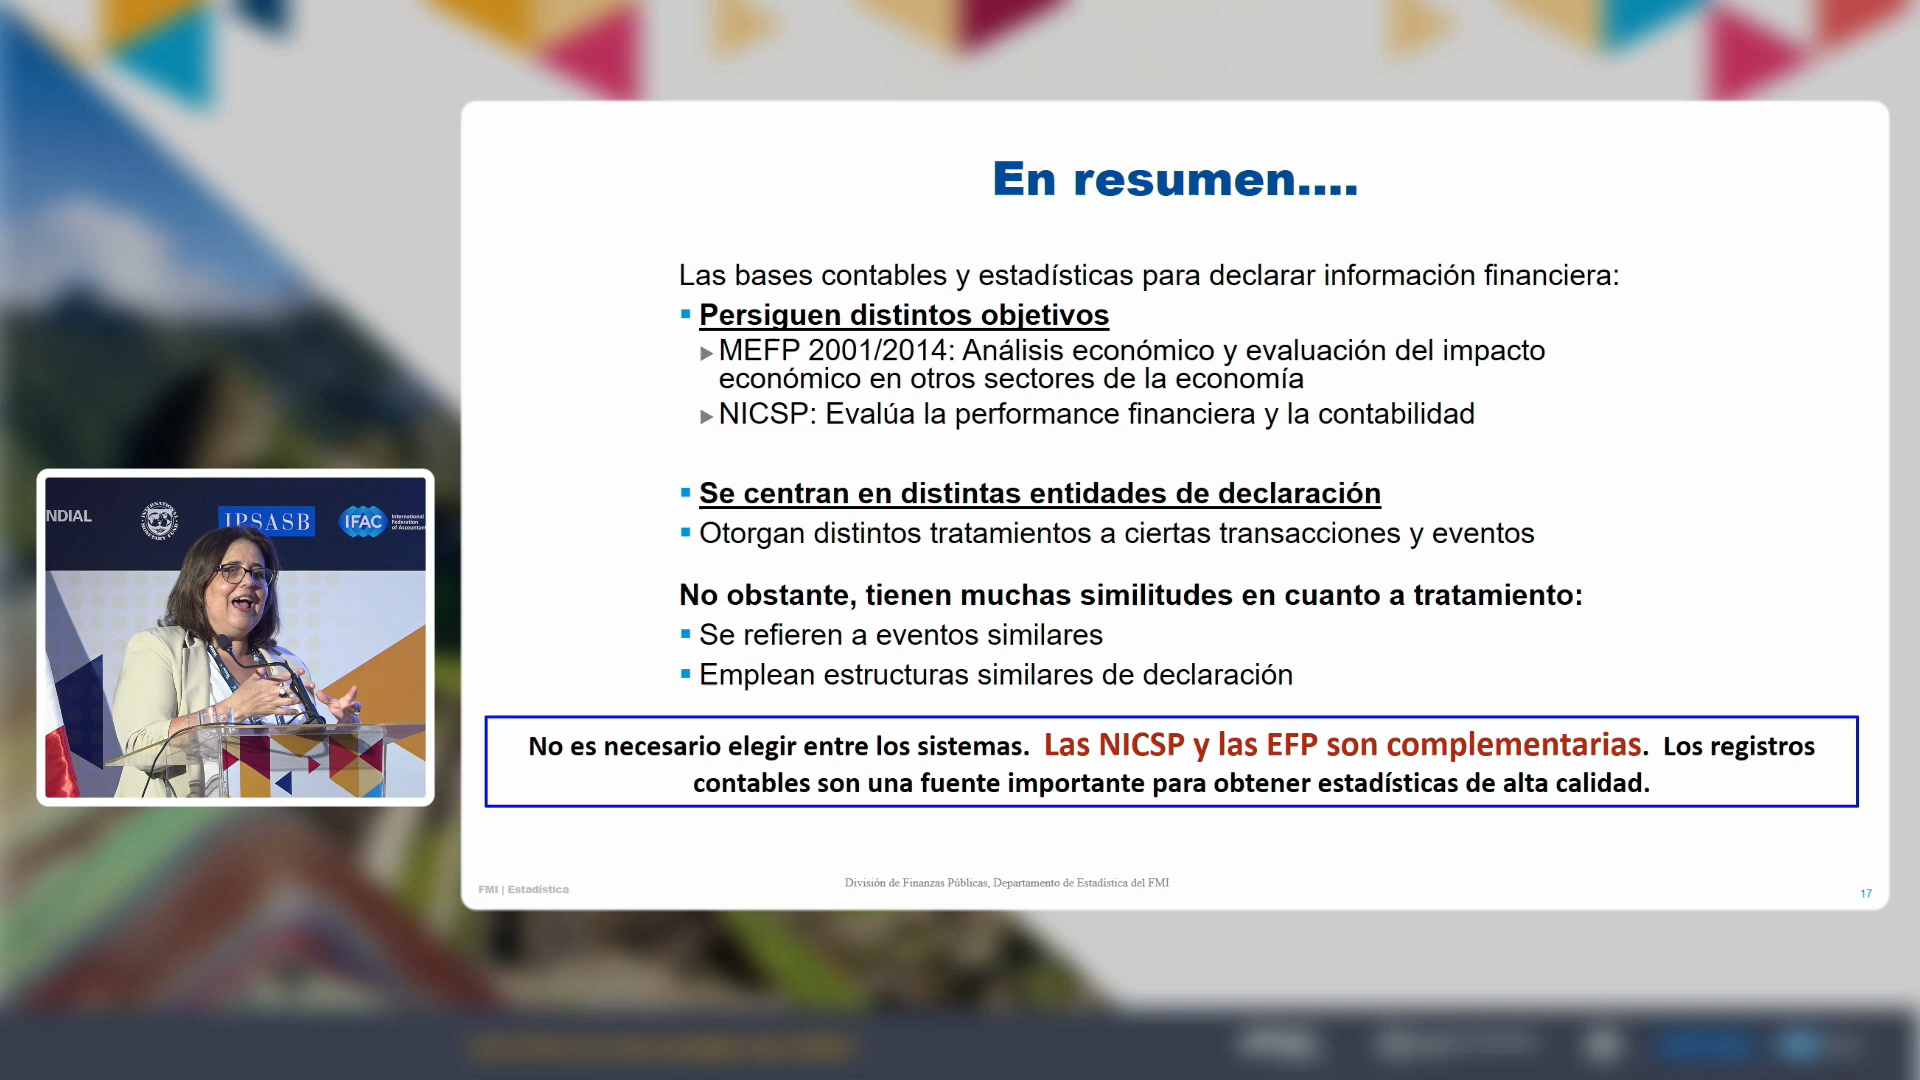 En resumen....
Las bases contables y estadísticas para declarar información financiera:
Persiguen distintos objetivos
MEFP 2001/2014: Análisis económico y evaluación del impacto
económico en otros sectores de la economía
NICSP: Evalúa la performance financiera y la contabilidad
Se centran en distintas entidades de declaración
Otorgan distintos tratamientos a ciertas transacciones y eventos
No obstante, tienen muchas similitudes en cuanto a tratamiento:
Se refieren a eventos similares
Emplean estructuras similares de declaración
No es necesario elegir entre los sistemas. Las NICSP y las EFP son complementarias. Los registros
contables son una fuente importante para obtener estadísticas de alta calidad.
FMI | Estadística
División de Finanzas Públicas, Departamento de Estadística del FMI
17
NDIAL
IPSASB
IFAC
International
Federation
of Accountan